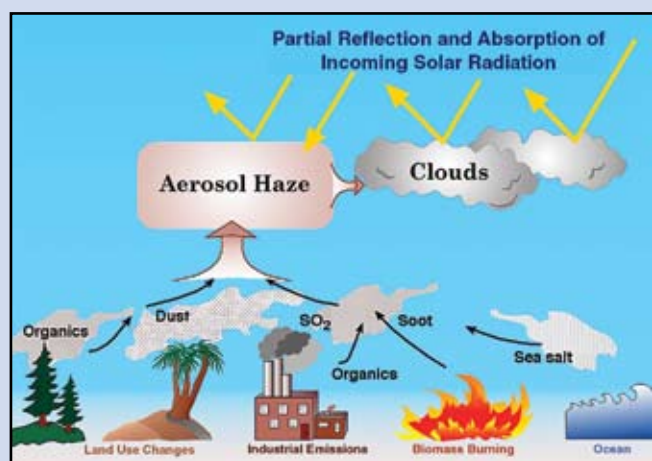 Partial Reflection and Absorption of
Incoming Solar Radiation
Aerosol Haze
Clouds
Organics
Dust
SO₂
Soot
Organics
Sea salt
Land Use Changes
Industrial Emissions
Biomass Burning
Ocean